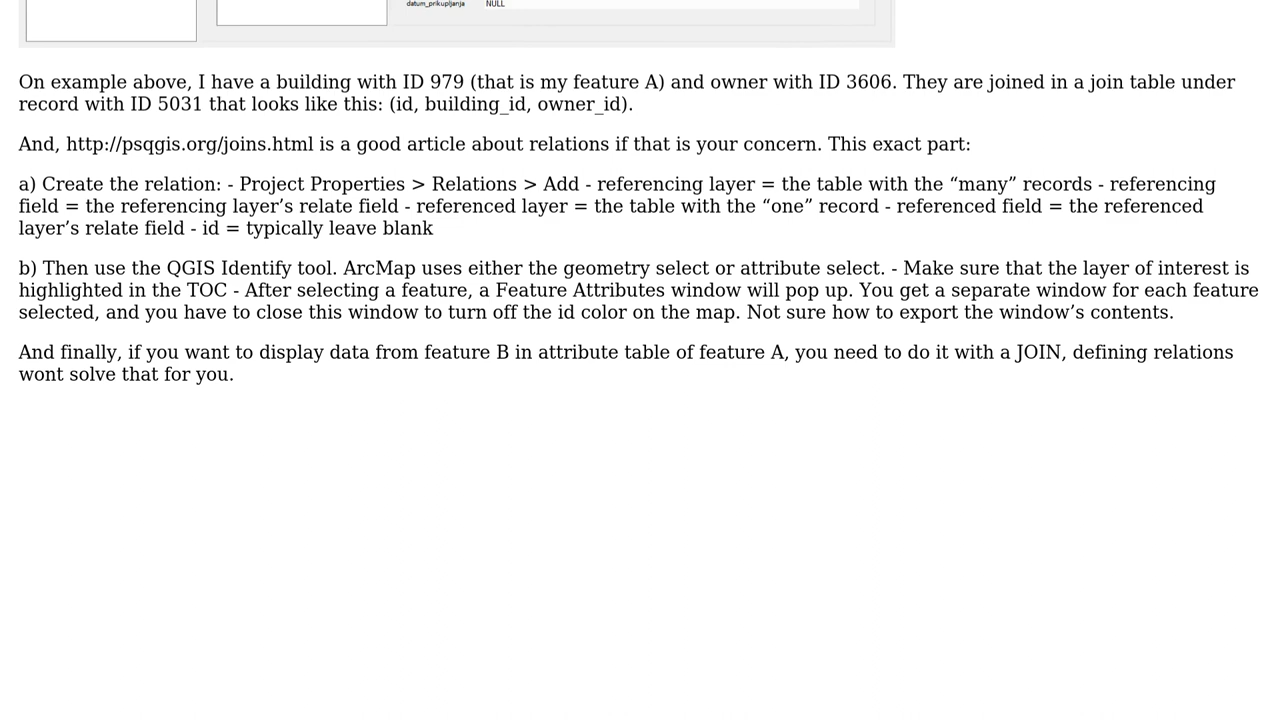 datum_prikupljanja NULL
On example above, I have a building with ID 979 (that is my feature A) and owner with ID 3606. They are joined in a join table under
record with ID 5031 that looks like this: (id, building_id, owner_id).
And, http://psqgis.org/joins.html is a good article about relations if that is your concern. This exact part:
a) Create the relation: - Project Properties > Relations > Add - referencing layer = the table with the “many” records - referencing
field = the referencing layer’s relate field - referenced layer = the table with the “one” record - referenced field = the referenced
layer’s relate field - id = typically leave blank
b) Then use the QGIS Identify tool. ArcMap uses either the geometry select or attribute select. - Make sure that the layer of interest is
highlighted in the TOC - After selecting a feature, a Feature Attributes window will pop up. You get a separate window for each feature
selected, and you have to close this window to turn off the id color on the map. Not sure how to export the window’s contents.
And finally, if you want to display data from feature B in attribute table of feature A, you need to do it with a JOIN, defining relations
wont solve that for you.